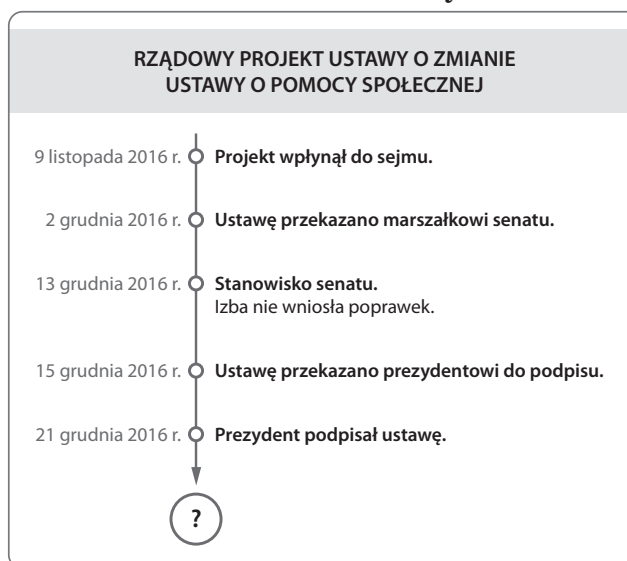 RZĄDOWY PROJEKT USTAWY O ZMIANIE
USTAWY O POMOCY SPOŁECZNEJ
9 listopada 2016 r. Projekt wpłynął do sejmu.
2 grudnia 2016 r. Ustawę przekazano marszałkowi senatu.
13 grudnia 2016 r. Stanowisko senatu.
Izba nie wniosła poprawek.
15 grudnia 2016 r. Ustawę przekazano prezydentowi do podpisu.
21 grudnia 2016 r. Prezydent podpisał ustawę.
?